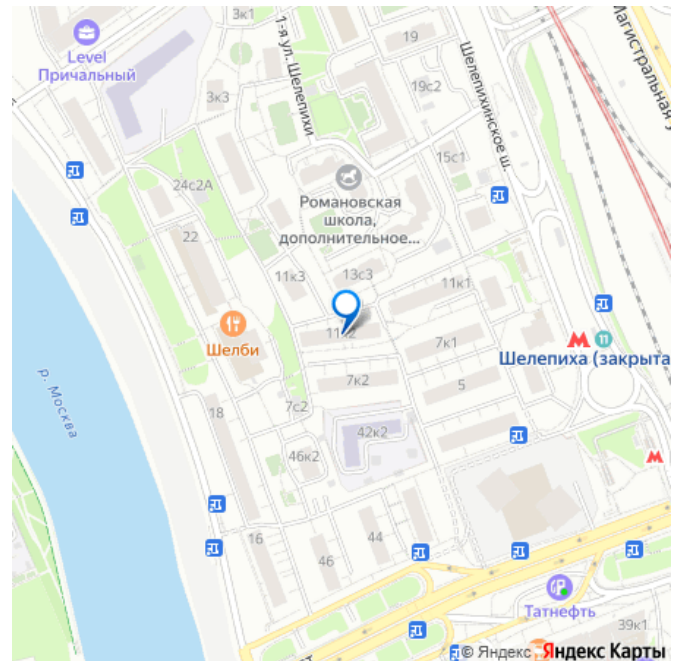 3к1
Level
Причальный
1-я ул. Шелепихи
19
Шелепихинское ш.
Магистральная у
3к3
19с2
15с1
24с2А
Романовская
школа,
дополнительное...
22
11к3
13с3
11к1
Шелби
7к1
11
Шелепиха (закрыта
р. Москва
7к2
5
7с2
18
42к2
46к2
16
44
46
Татнефть
39к1
© Яндекс
Яндекс Карты